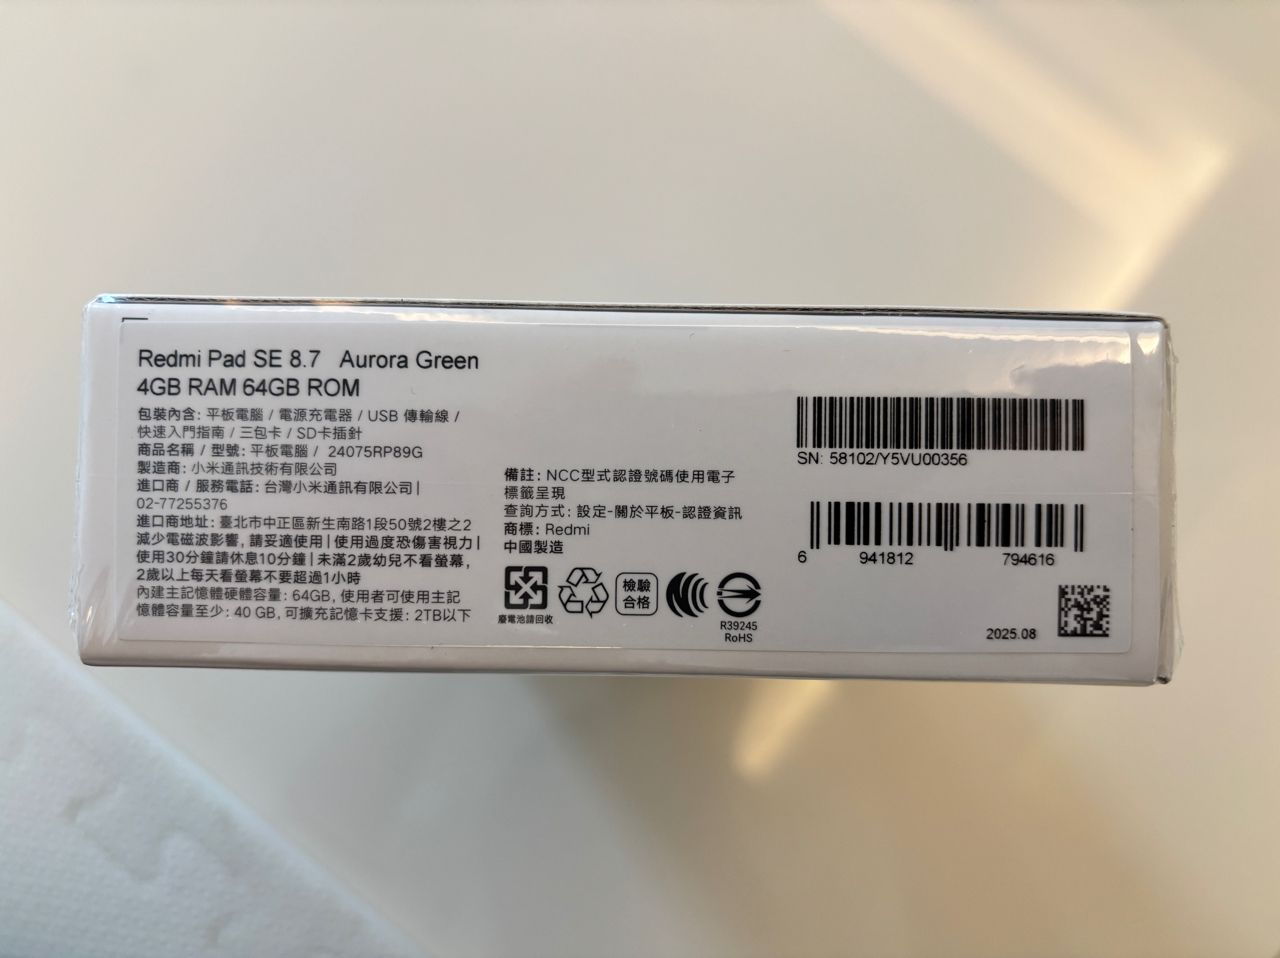 Redmi Pad SE 8.7 Aurora Green
4GB RAM 64GB ROM
包裝內含: 平板電腦 / 電源充電器 / USB 傳輸線 /
快速入門指南 / 三包卡 / SD卡插針
商品名稱 / 型號: 平板電腦 / 24075RP89G
製造商: 小米通訊技術有限公司
進口商 / 服務電話: 台灣小米通訊有限公司 |
02-77255376
進口商地址: 臺北市中正區新生南路1段50號2樓之2
減少電磁波影響, 請妥適使用 | 使用過度恐傷害視力 |
使用30分鐘請休息10分鐘 | 未滿2歲幼兒不看螢幕,
2歲以上每天看螢幕不要超過1小時
內建主記憶體硬體容量: 64GB, 使用者可使用主記
憶體容量至少: 40 GB, 可擴充記憶卡支援: 2TB以下
備註: NCC型式認證號碼使用電子
標籤呈現
查詢方式: 設定-關於平板-認證資訊
商標: Redmi
中國製造
廢電池請回收
檢驗
合格
R39245
RoHS
SN: 58102/Y5VU00356
6 941812 794616
2025.08